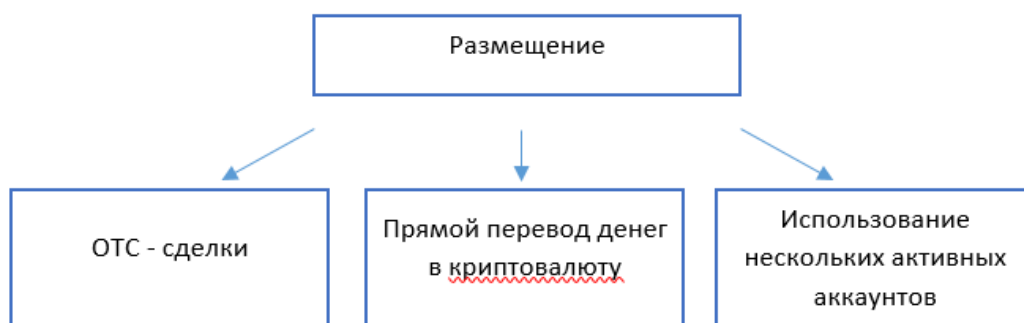 Размещение
ОТС - сделки
Прямой перевод денег
в криптовалюту
Использование
нескольких активных
аккаунтов